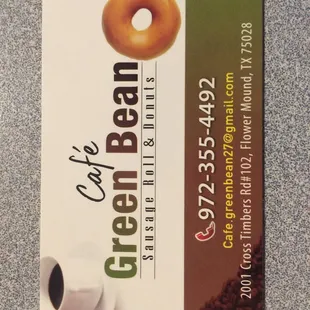 Café
Green Bean
Sausage Roll & Donuts
972-355-4492
Cafe.greenbean27@gmail.com
2001 Cross Timbers Rd#102, Flower Mound, TX 75028